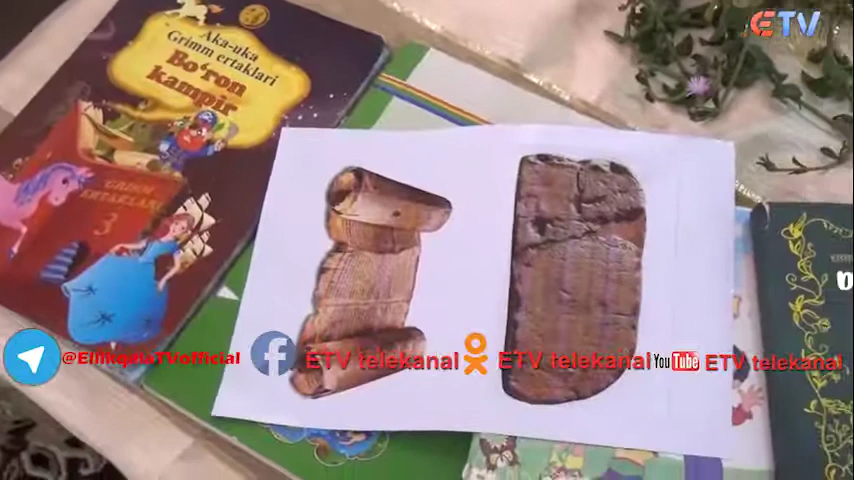 ETV
Aka-uka
Grimm ertaklari
Bo'ron
kampir
GRIMM
ERTAKLARI
3
ETV telekanal
ETV telekanal
You Tube
ETV telekanal